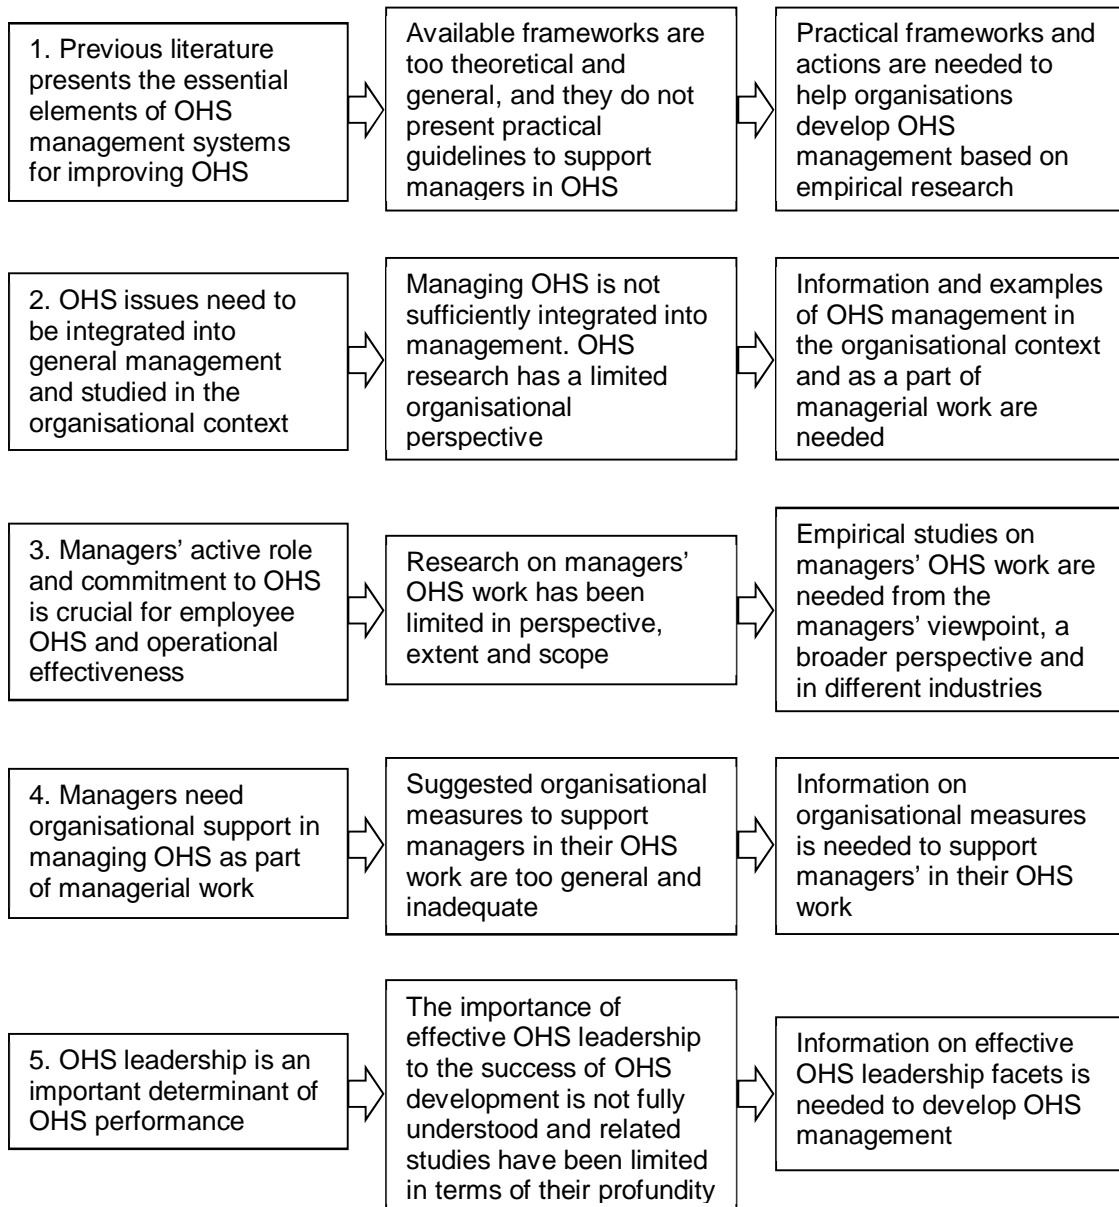 1. Previous literature
presents the essential
elements of OHS
management systems
for improving OHS
Available frameworks are
too theoretical and
general, and they do not
present practical
guidelines to support
managers in OHS
Practical frameworks and
actions are needed to
help organisations
develop OHS
management based on
empirical research
2. OHS issues need to
be integrated into
general management
and studied in the
organisational context
Managing OHS is not
sufficiently integrated into
management. OHS
research has a limited
organisational
perspective
Information and examples
of OHS management in
the organisational context
and as a part of
managerial work are
needed
3. Managers’ active role
and commitment to OHS
is crucial for employee
OHS and operational
effectiveness
Research on managers’
OHS work has been
limited in perspective,
extent and scope
Empirical studies on
managers’ OHS work are
needed from the
managers’ viewpoint, a
broader perspective and
in different industries
4. Managers need
organisational support in
managing OHS as part
of managerial work
Suggested organisational
measures to support
managers in their OHS
work are too general and
inadequate
Information on
organisational measures
is needed to support
managers’ in their OHS
work
5. OHS leadership is an
important determinant of
OHS performance
The importance of
effective OHS leadership
to the success of OHS
development is not fully
understood and related
studies have been limited
in terms of their profundity
Information on effective
OHS leadership facets is
needed to develop OHS
management